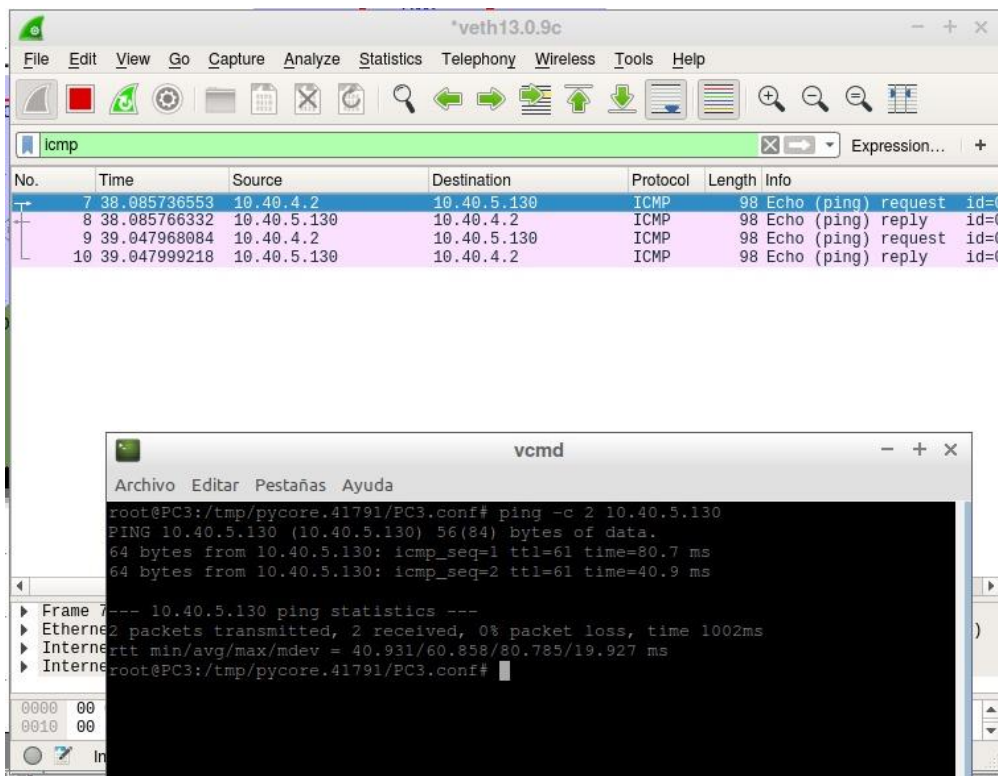 *veth13.0.9c
File Edit View Go Capture Analyze Statistics Telephony Wireless Tools Help
icmp Expression… +
No. Time Source Destination Protocol Length Info
7 38.085736553 10.40.4.2 10.40.5.130 ICMP 98 Echo (ping) request
8 38.085766332 10.40.5.130 10.40.4.2 ICMP 98 Echo (ping) reply
9 39.047968084 10.40.4.2 10.40.5.130 ICMP 98 Echo (ping) request
10 39.047999218 10.40.5.130 10.40.4.2 ICMP 98 Echo (ping) reply
vcmd
Archivo Editar Pestañas Ayuda
root@PC3:/tmp/pycore.41791/PC3.conf# ping -c 2 10.40.5.130
PING 10.40.5.130 (10.40.5.130) 56(84) bytes of data.
64 bytes from 10.40.5.130: icmp_seq=1 ttl=61 time=80.7 ms
64 bytes from 10.40.5.130: icmp_seq=2 ttl=61 time=40.9 ms
--- 10.40.5.130 ping statistics ---
2 packets transmitted, 2 received, 0% packet loss, time 1002ms
rtt min/avg/max/mdev = 40.931/60.858/80.785/19.927 ms
root@PC3:/tmp/pycore.41791/PC3.conf#
Frame 7
0000 00
0010 00